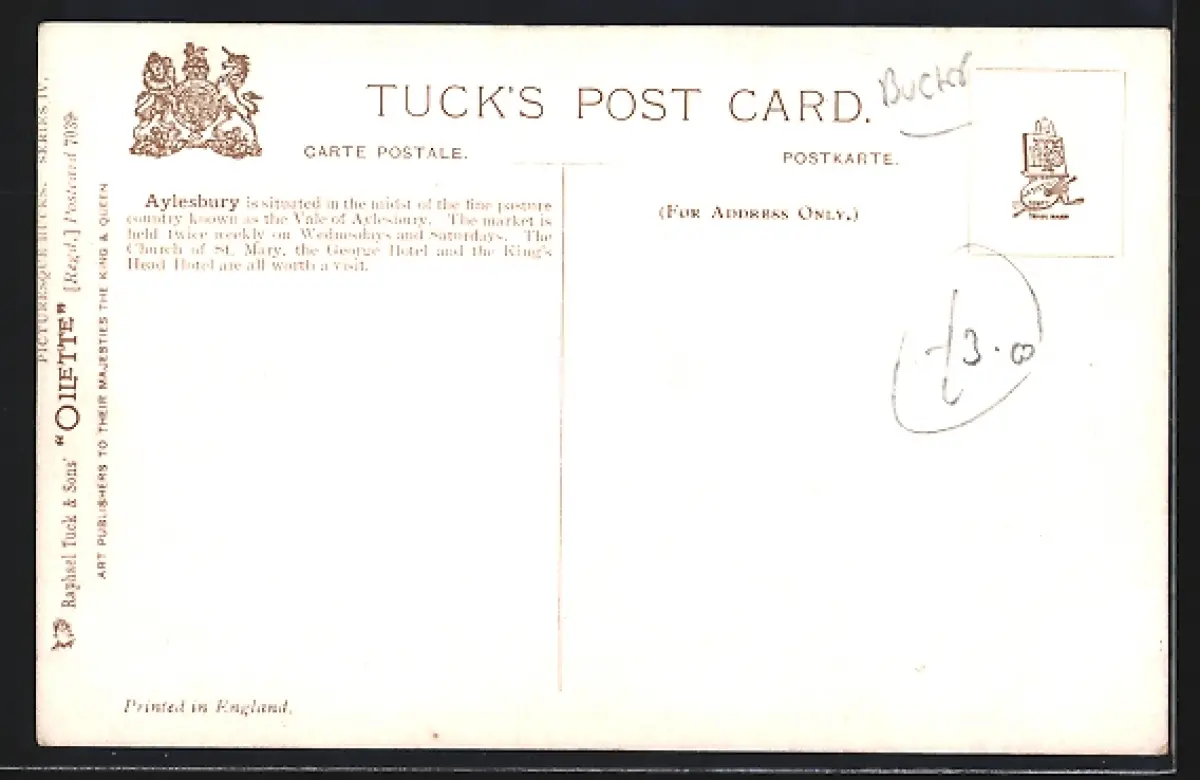 TUCK'S POST CARD.
Bucks
CARTE POSTALE.
POSTKARTE.
(FOR ADDRESS ONLY.)
Aylesbury is situated in the midst of the fine pasture
country known as the Vale of Aylesbury. The market is
held twice weekly on Wednesdays and Saturdays. The
Church of St. Mary, the George Hotel and the King's
Head Hotel are all worth a visit.
PICTURESQUE BUCKS. SERIES IV.
Raphael Tuck & Sons' "OILETTE" [Regd.] Postcard 7039
ART PUBLISHERS TO THEIR MAJESTIES THE KING & QUEEN
TRADE MARK
Printed in England.